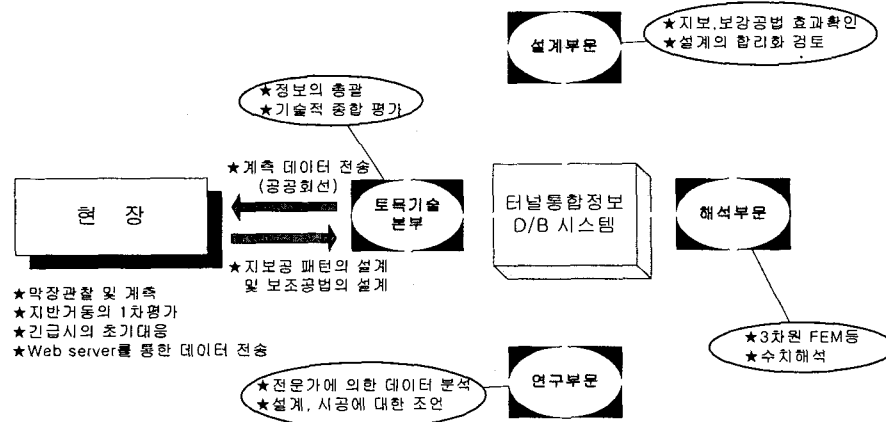 ★지보,보강공법 효과확인
★설계의 합리화 검토
설계부문
★정보의 총괄
★기술적 종합 평가
★계측 데이터 전송
(공공회선)
현 장
토목기술
본부
터널통합정보
D/B 시스템
해석부문
★지보공 패턴의 설계
및 보조공법의 설계
★막장관찰 및 계측
★지반거동의 1차평가
★긴급시의 초기대응
★Web server를 통한 데이터 전송
★3차원 FEM등
★수치해석
★전문가에 의한 데이터 분석
★설계, 시공에 대한 조언
연구부문